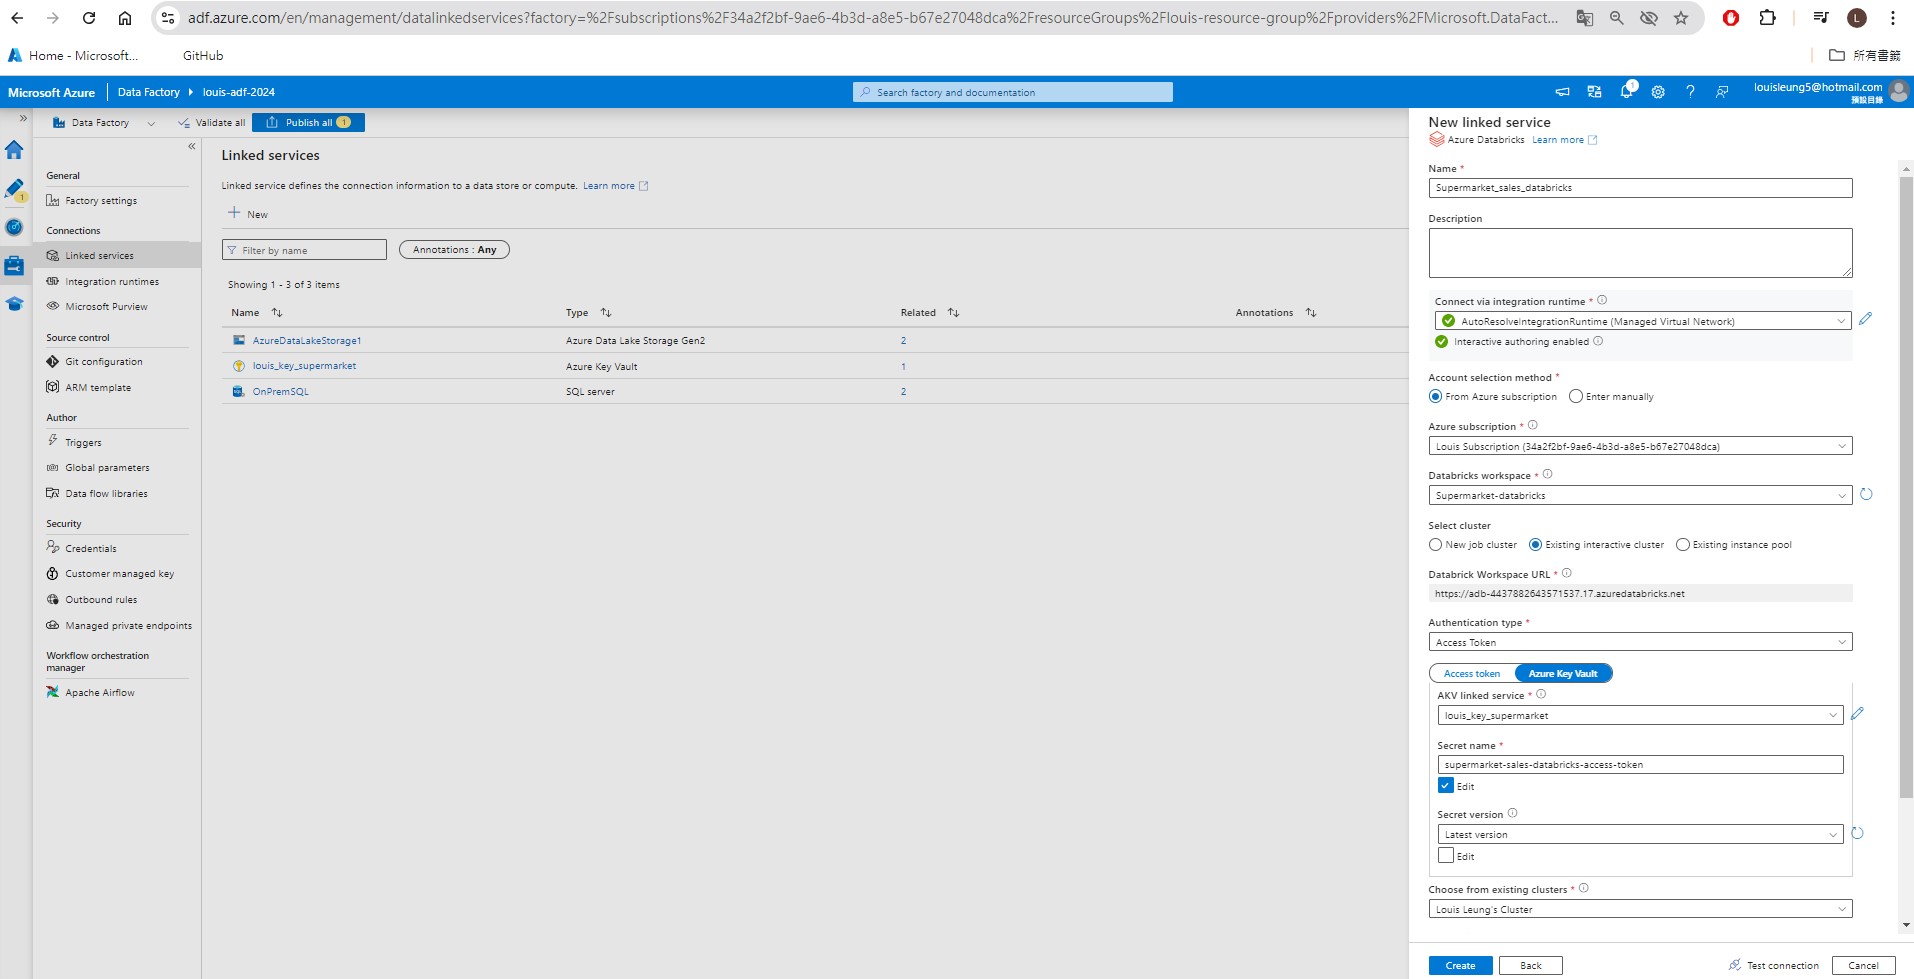 adf.azure.com/en/management/datalinkedservices?factory=%2Fsubscriptions%2F34a2f2bf-9ae6-4b3d-a8e5-b67e27048dca%2FresourceGroups%2Flouis-resource-group%2Fproviders%2FMicrosoft.DataFact...
L
Home - Microsoft...
GitHub
所有書籤
Microsoft Azure
Data Factory
louis-adf-2024
Search factory and documentation
1
louisleung5@hotmail.com
預設目錄
Data Factory
Validate all
Publish all 1
1
General
Factory settings
Connections
Linked services
Integration runtimes
Microsoft Purview
Source control
Git configuration
ARM template
Author
Triggers
Global parameters
Data flow libraries
Security
Credentials
Customer managed key
Outbound rules
Managed private endpoints
Workflow orchestration
manager
Apache Airflow
Linked services
Linked service defines the connection information to a data store or compute. Learn more
New
Filter by name
Annotations : Any
Showing 1 - 3 of 3 items
Name Type Related Annotations
AzureDataLakeStorage1 Azure Data Lake Storage Gen2 2
louis_key_supermarket Azure Key Vault 1
OnPremSQL SQL server 2
New linked service
Azure Databricks Learn more
Name *
Supermarket_sales_databricks
Description
Connect via integration runtime *
AutoResolveIntegrationRuntime (Managed Virtual Network)
Interactive authoring enabled
Account selection method *
From Azure subscription Enter manually
Azure subscription *
Louis Subscription (34a2f2bf-9ae6-4b3d-a8e5-b67e27048dca)
Databricks workspace *
Supermarket-databricks
Select cluster
New job cluster Existing interactive cluster Existing instance pool
Databrick Workspace URL *
https://adb-4437882643571537.17.azuredatabricks.net
Authentication type *
Access Token
Access token Azure Key Vault
AKV linked service *
louis_key_supermarket
Secret name *
supermarket-sales-databricks-access-token
Edit
Secret version
Latest version
Edit
Choose from existing clusters *
Louis Leung's Cluster
Create Back Test connection Cancel